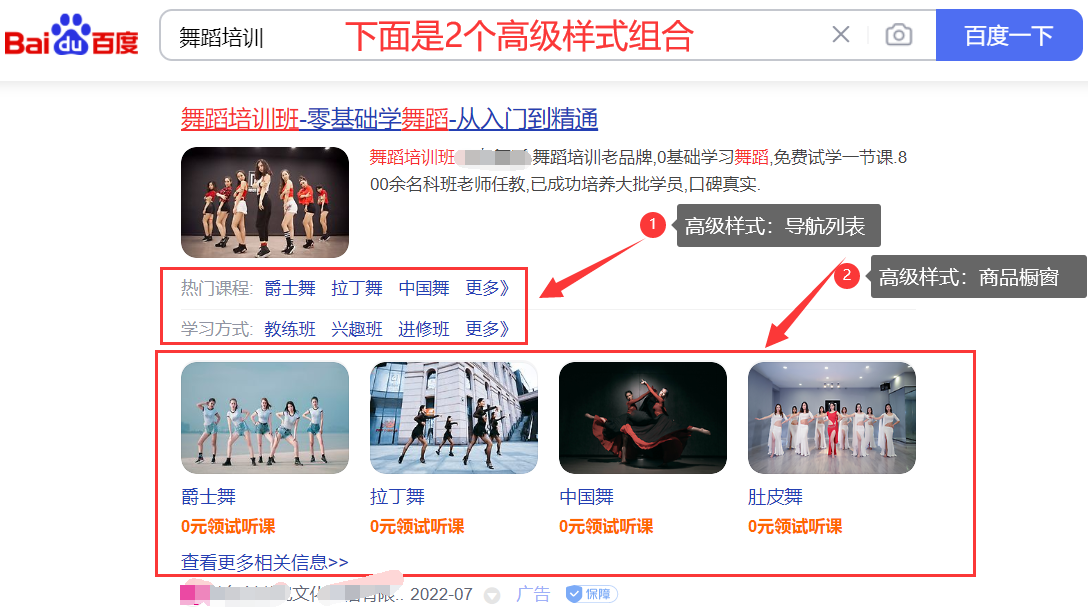 Bai du 百度
舞蹈培训
下面是2个高级样式组合
百度一下
舞蹈培训班-零基础学舞蹈-从入门到精通
舞蹈培训班 舞蹈培训老品牌,0基础学习舞蹈,免费试学一节课.8
00余名科班老师任教,已成功培养大批学员,口碑真实.
1 高级样式：导航列表
2 高级样式：商品橱窗
热门课程: 爵士舞 拉丁舞 中国舞 更多》
学习方式: 教练班 兴趣班 进修班 更多》
爵士舞 拉丁舞 中国舞 肚皮舞
0元领试听课 0元领试听课 0元领试听课 0元领试听课
查看更多相关信息>>
文化 有限.. 2022-07 广告 保障